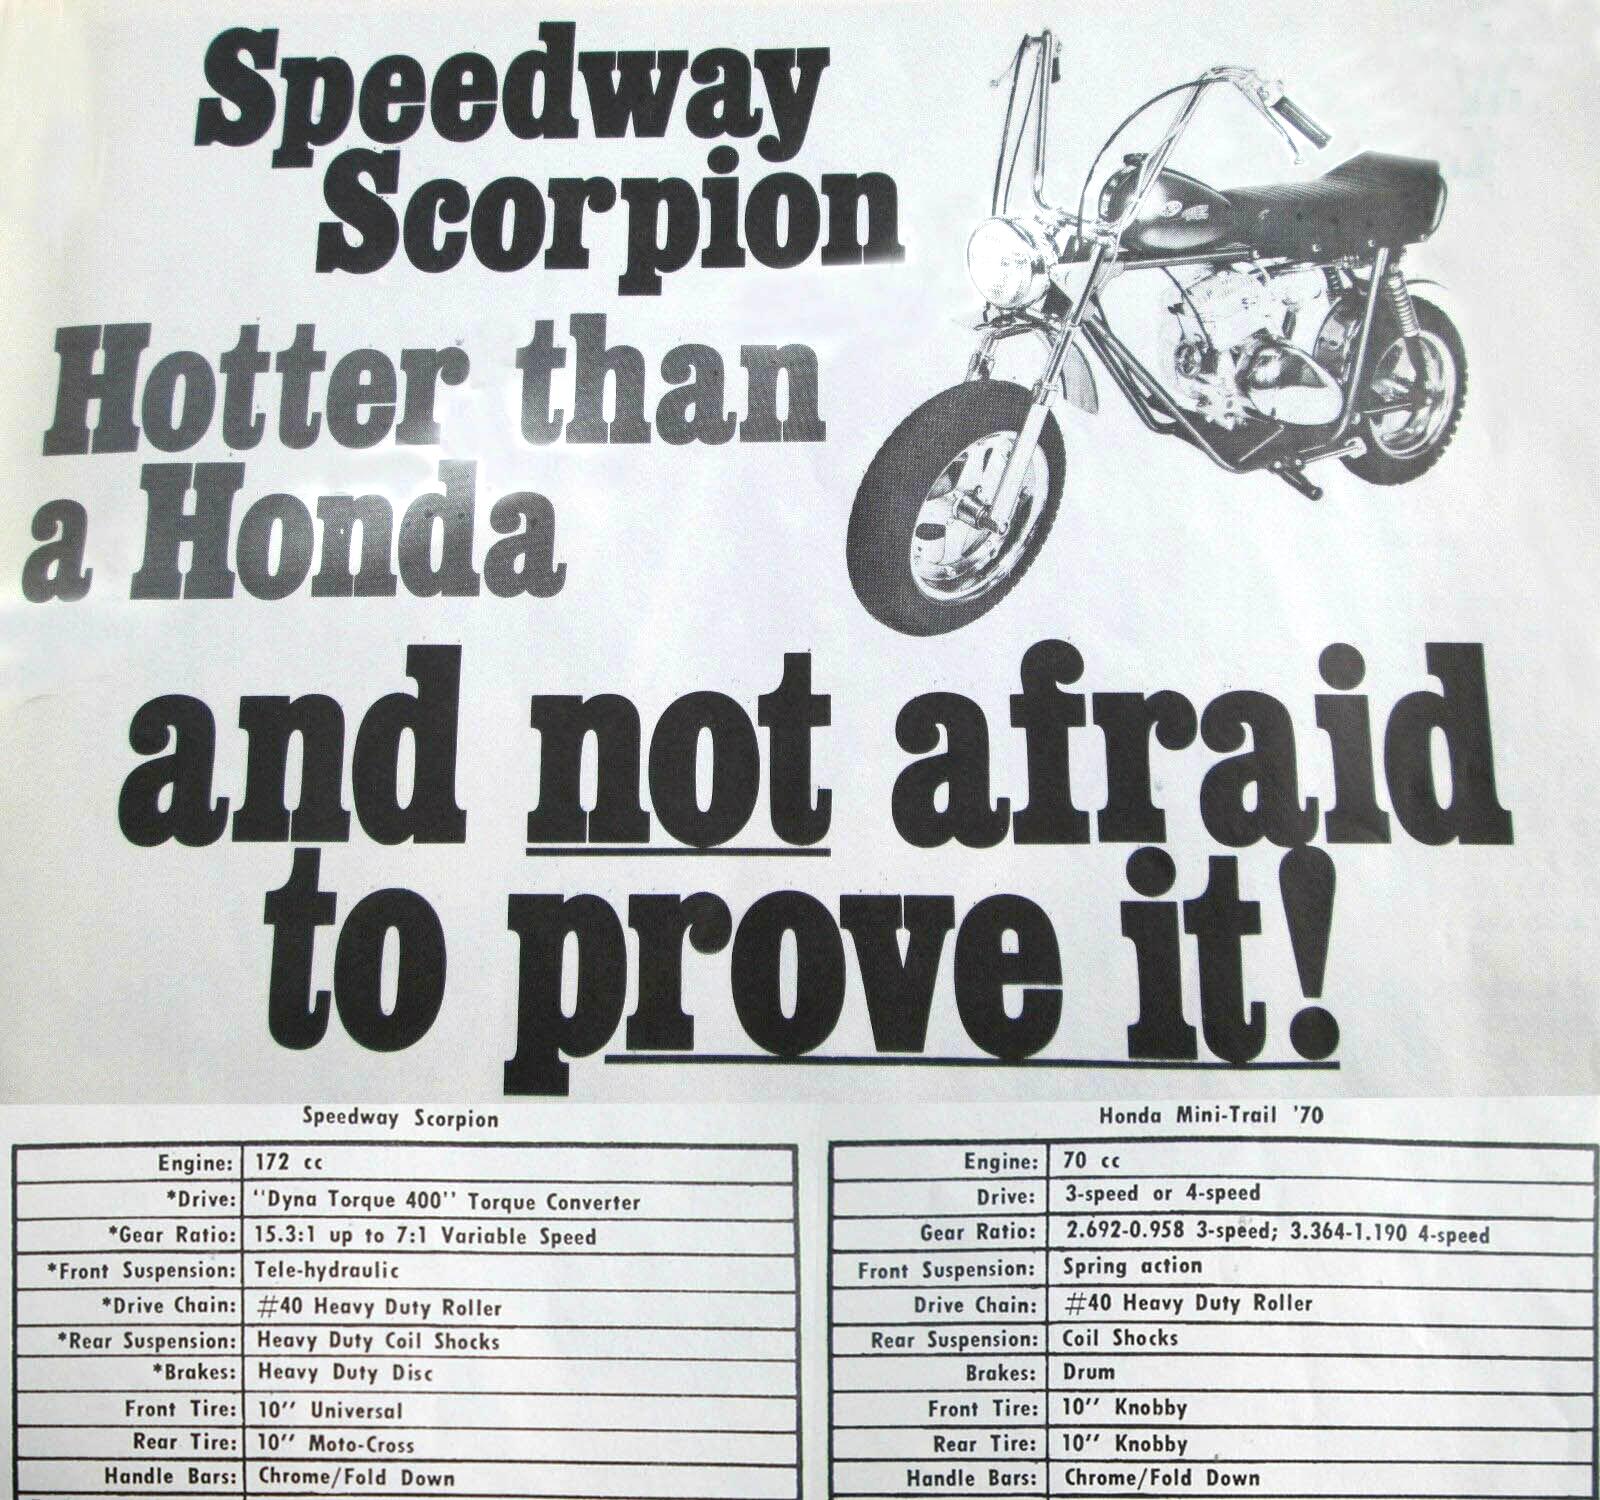 Speedway
Scorpion
Hotter than
a Honda
and not afraid
to prove it!
Speedway Scorpion
Engine: 172 cc
*Drive: "Dyna Torque 400" Torque Converter
*Gear Ratio: 15.3:1 up to 7:1 Variable Speed
*Front Suspension: Tele-hydraulic
*Drive Chain: #40 Heavy Duty Roller
*Rear Suspension: Heavy Duty Coil Shocks
*Brakes: Heavy Duty Disc
Front Tire: 10" Universal
Rear Tire: 10" Moto-Cross
Handle Bars: Chrome/Fold Down
Honda Mini-Trail '70
Engine: 70 cc
Drive: 3-speed or 4-speed
Gear Ratio: 2.692-0.958 3-speed; 3.364-1.190 4-speed
Front Suspension: Spring action
Drive Chain: #40 Heavy Duty Roller
Rear Suspension: Coil Shocks
Brakes: Drum
Front Tire: 10" Knobby
Rear Tire: 10" Knobby
Handle Bars: Chrome/Fold Down